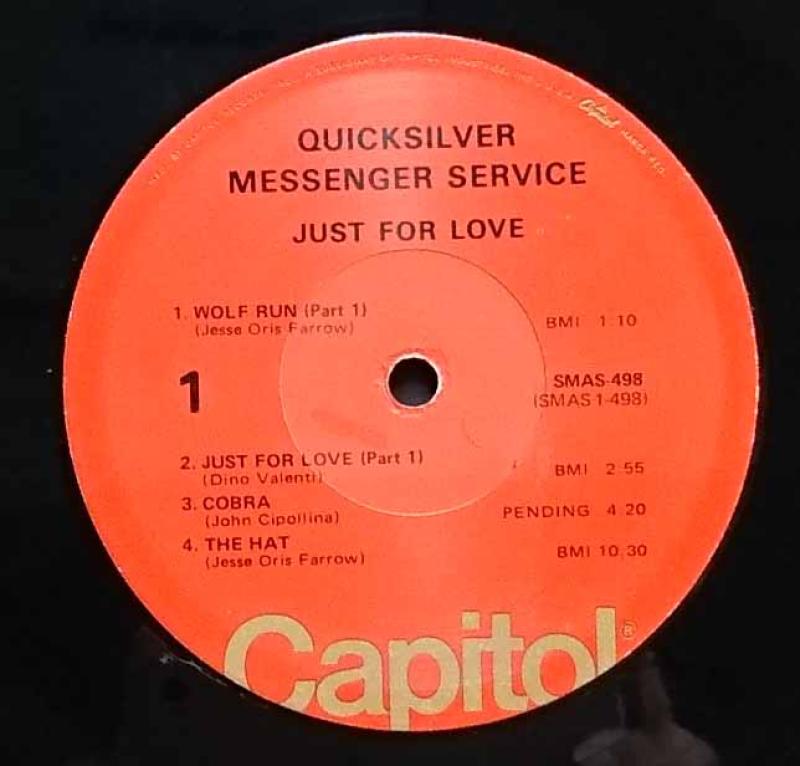 QUICKSILVER
MESSENGER SERVICE
JUST FOR LOVE
1. WOLF RUN (Part 1) BMI 1:10
(Jesse Oris Farrow)
1
SMAS-498
(SMAS 1-498)
2. JUST FOR LOVE (Part 1) BMI 2:55
(Dino Valenti)
3. COBRA PENDING 4:20
(John Cipollina)
4. THE HAT BMI 10:30
(Jesse Oris Farrow)
Capitol®